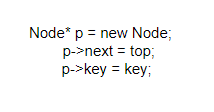 Node* p = new Node;
p->next = top;
p->key = key;